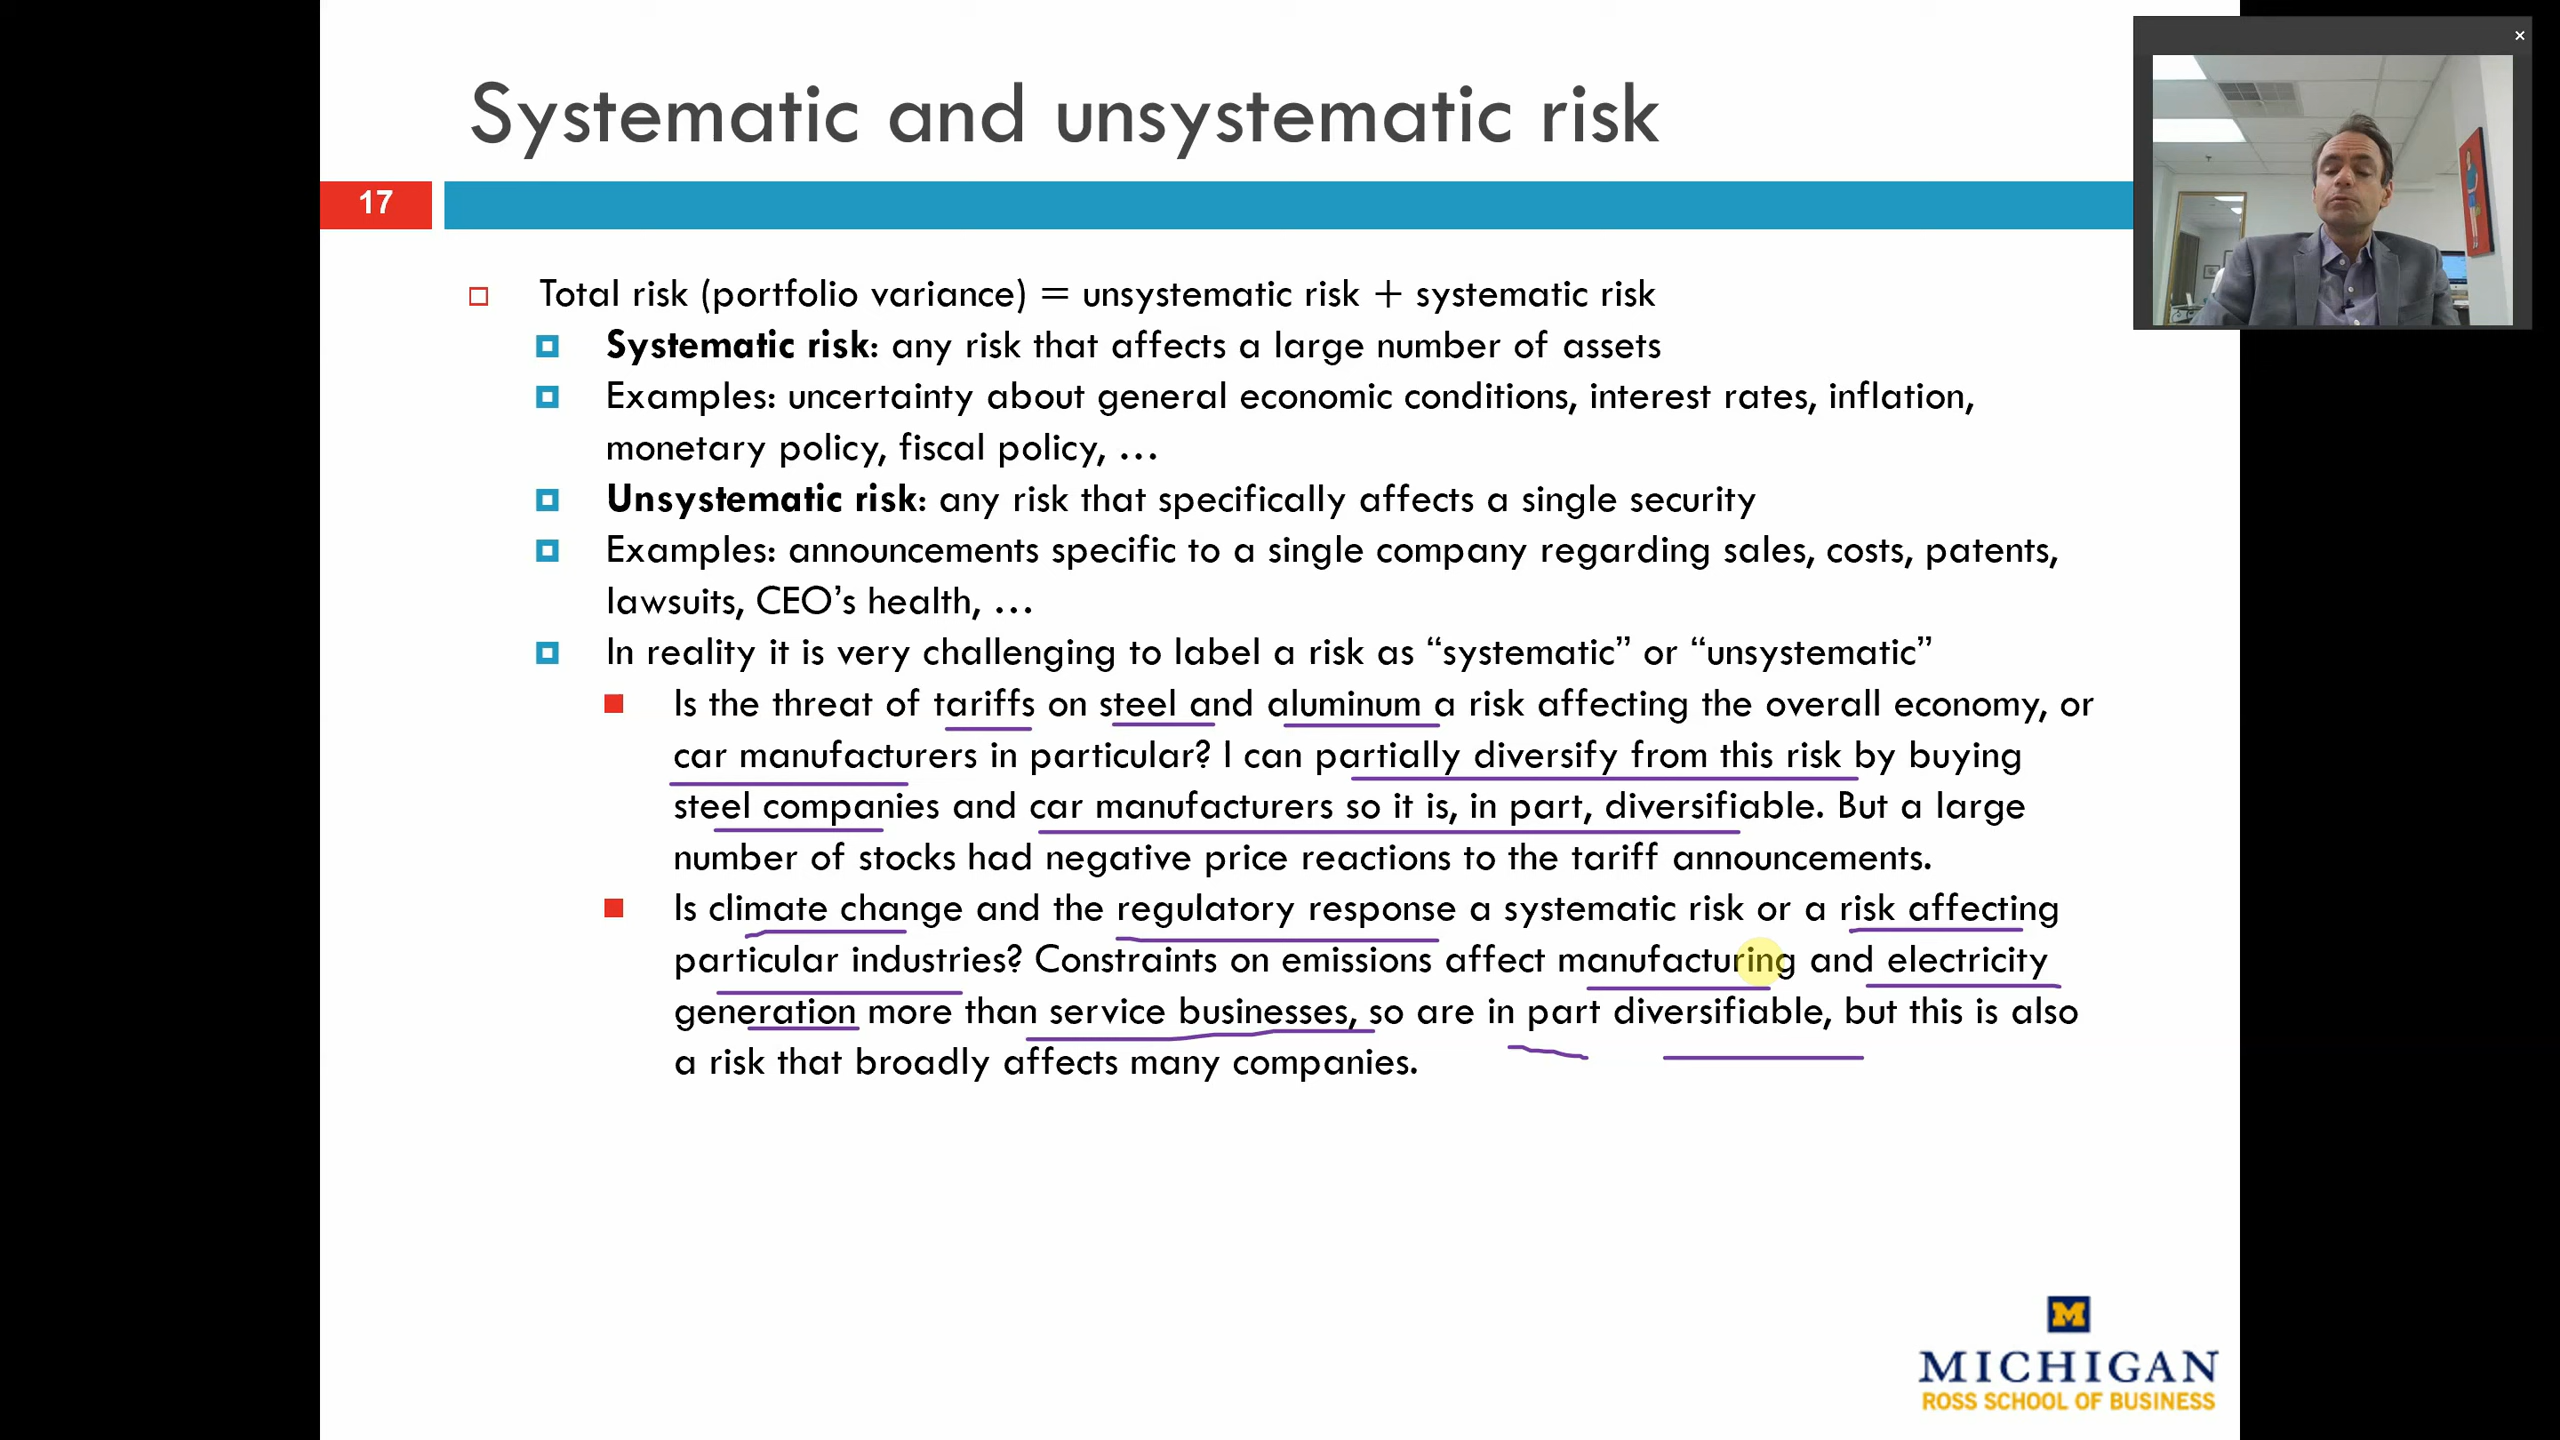 Systematic and unsystematic risk
17
Total risk (portfolio variance) = unsystematic risk + systematic risk
Systematic risk: any risk that affects a large number of assets
Examples: uncertainty about general economic conditions, interest rates, inflation,
monetary policy, fiscal policy, …
Unsystematic risk: any risk that specifically affects a single security
Examples: announcements specific to a single company regarding sales, costs, patents,
lawsuits, CEO’s health, …
In reality it is very challenging to label a risk as “systematic” or “unsystematic”
Is the threat of tariffs on steel and aluminum a risk affecting the overall economy, or
car manufacturers in particular? I can partially diversify from this risk by buying
steel companies and car manufacturers so it is, in part, diversifiable. But a large
number of stocks had negative price reactions to the tariff announcements.
Is climate change and the regulatory response a systematic risk or a risk affecting
particular industries? Constraints on emissions affect manufacturing and electricity
generation more than service businesses, so are in part diversifiable, but this is also
a risk that broadly affects many companies.
M
MICHIGAN
ROSS SCHOOL OF BUSINESS